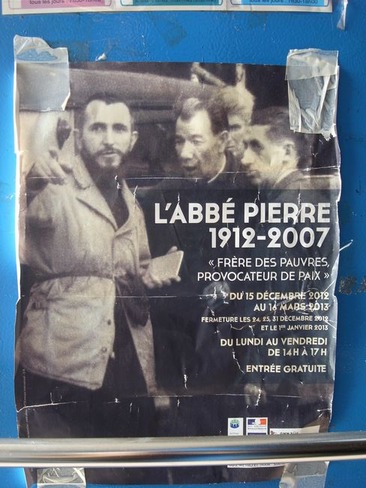 L'ABBÉ PIERRE
1912-2007
« FRÈRE DES PAUVRES,
PROVOCATEUR DE PAIX »
DU 15 DÉCEMBRE 2012
AU 16 MARS 2013
FERMETURE LES 24, 25, 31 DÉCEMBRE 2012
ET LE 1ER JANVIER 2013
DU LUNDI AU VENDREDI
DE 14H À 17H
ENTRÉE GRATUITE